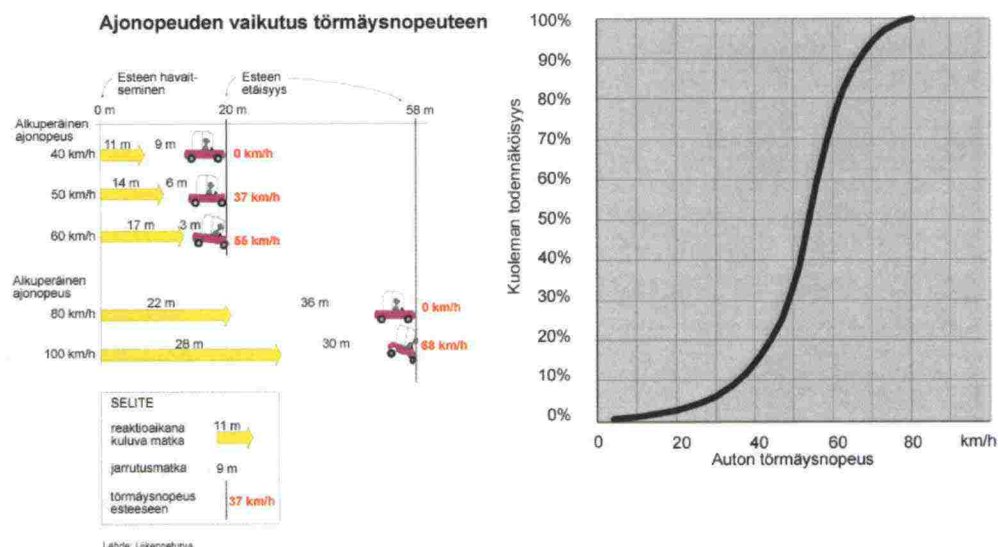 Ajonopeuden vaikutus törmäysnopeuteen
Esteen havait-
seminen
Esteen
etäisyys
0 m
20 m
58 m
Alkuperäinen
ajonopeus
40 km/h
11 m
9 m
0 km/h
50 km/h
14 m
6 m
37 km/h
60 km/h
17 m
3 m
55 km/h
Alkuperäinen
ajonopeus
80 km/h
22 m
36 m
0 km/h
100 km/h
28 m
30 m
68 km/h
SELITE
reaktioaikana
kuluva matka
11 m
jarrutusmatka
9 m
törmäysnopeus
esteeseen
37 km/h
Lähde: Liikenneturva
Kuoleman todennäköisyys
100%
90%
80%
70%
60%
50%
40%
30%
20%
10%
0%
0
20
40
60
80
km/h
Auton törmäysnopeus